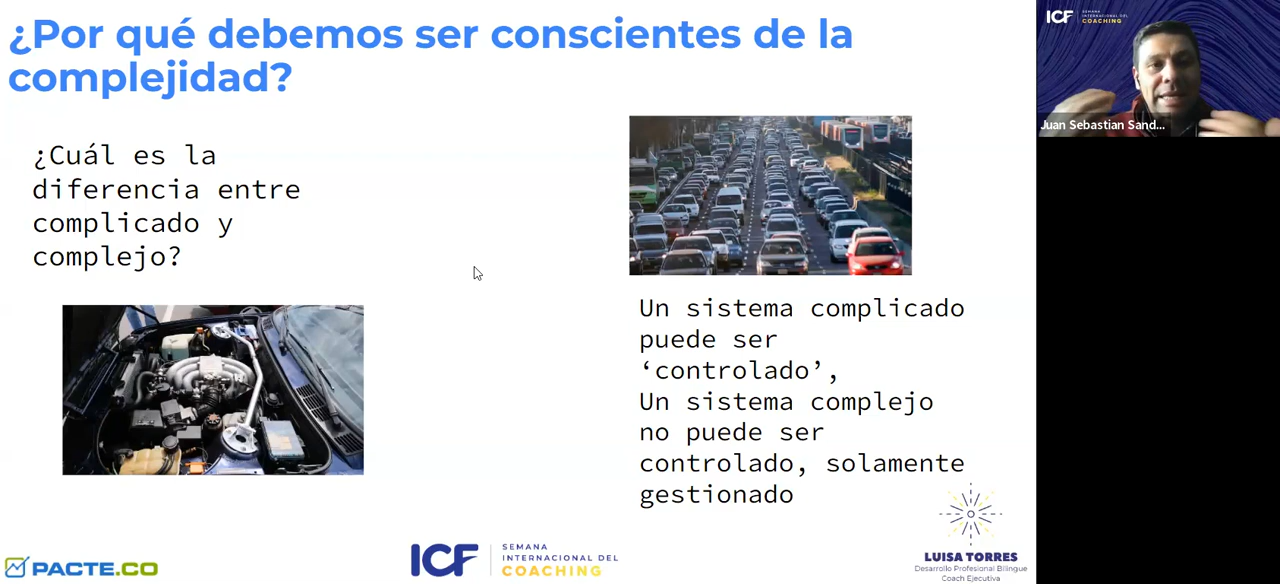 ¿Por qué debemos ser conscientes de la
complejidad?
¿Cuál es la
diferencia entre
complicado y
complejo?
Un sistema complicado
puede ser
‘controlado’,
Un sistema complejo
no puede ser
controlado, solamente
gestionado
PACTE.CO
ICF
SEMANA
INTERNACIONAL DEL
COACHING
LUISA TORRES
Desarrollo Profesional Bilingue
Coach Ejecutiva
ICF
SEMANA
INTERNACIONAL DEL
COACHING
Juan Sebastian Sand...